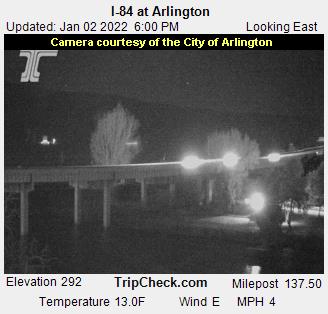 I-84 at Arlington
Updated: Jan 02 2022 6:00 PM Looking East
Camera courtesy of the City of Arlington
Elevation 292 TripCheck.com Milepost 137.50
Temperature 13.0F Wind E MPH 4